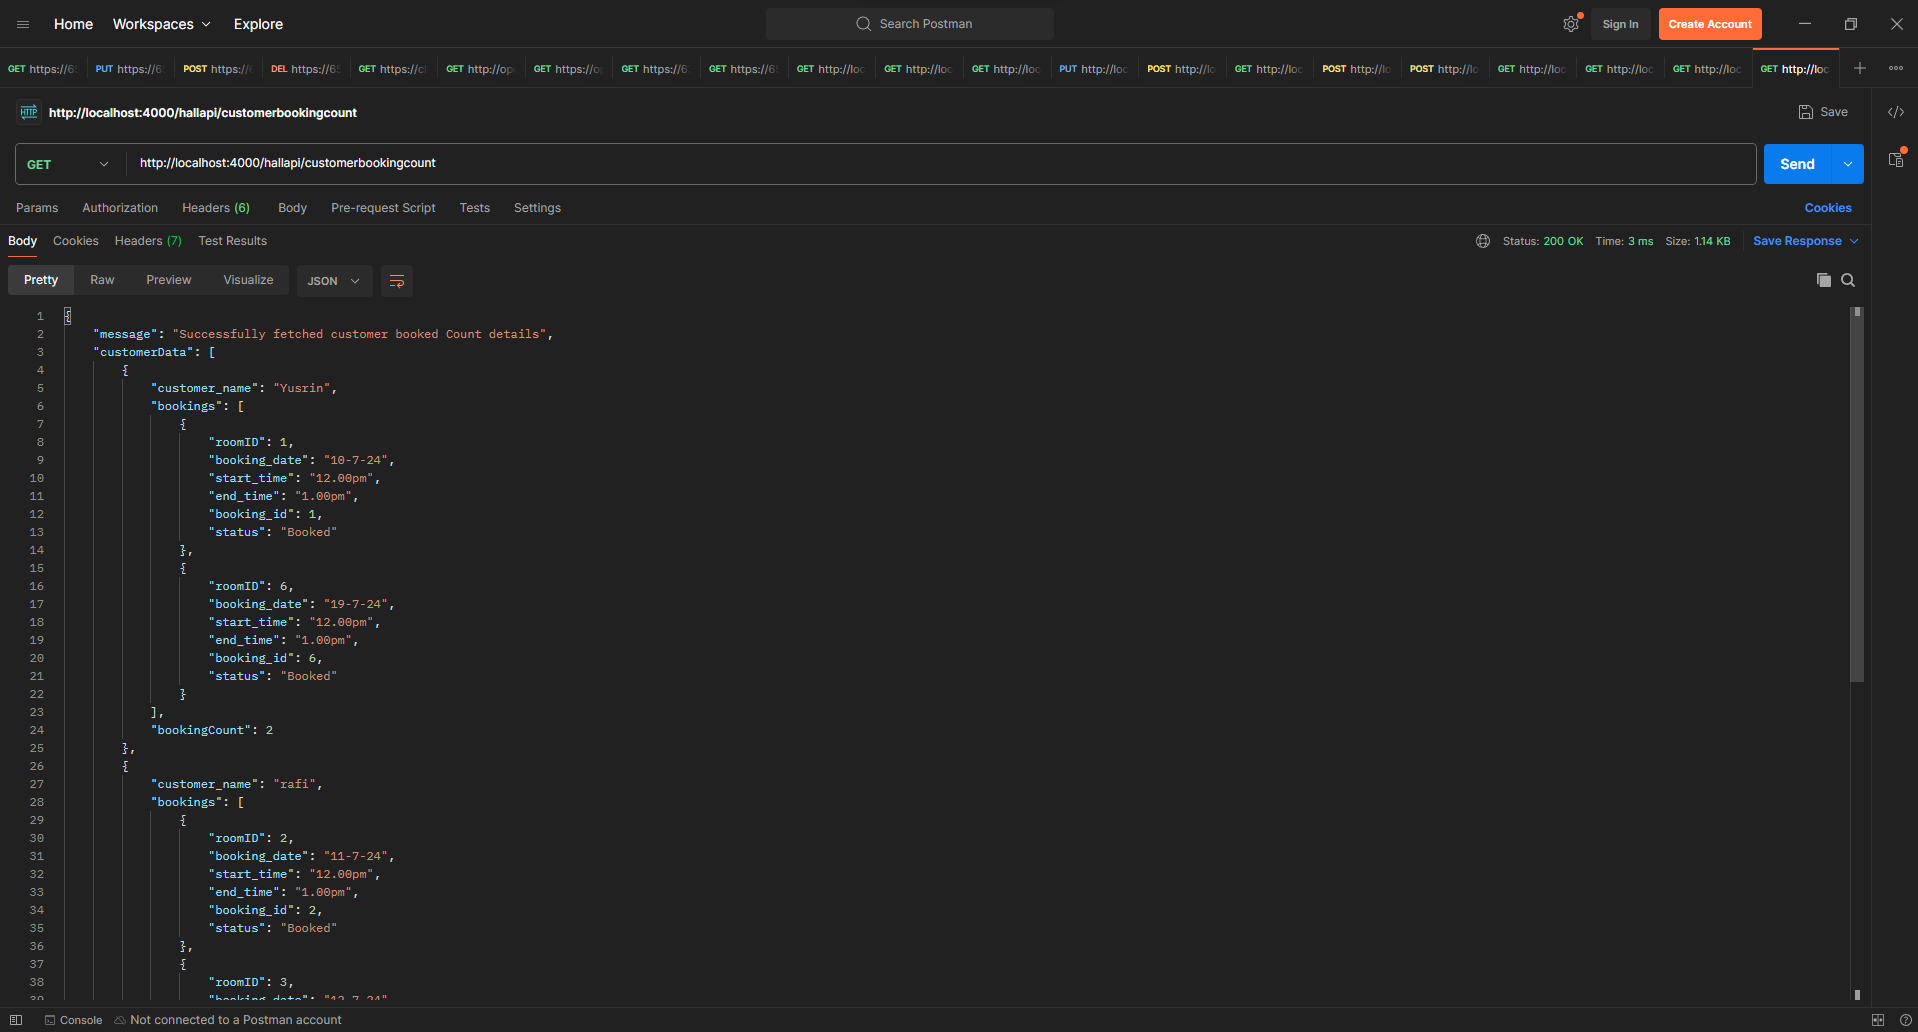 Home Workspaces Explore Search Postman Sign In Create Account
GET https://6 PUT https://6 POST https:// DEL https://6 GET https://c GET http://op GET https://o GET https://6 GET https://6 GET http://loc GET http://loc GET http://loc PUT http://loc POST http://lo GET http://loc POST http://lo POST http://lo GET http://loc GET http://loc GET http://loc GET http://loc
HTTP http://localhost:4000/hallapi/customerbookingcount Save
GET http://localhost:4000/hallapi/customerbookingcount Send
Params Authorization Headers (6) Body Pre-request Script Tests Settings Cookies
Body Cookies Headers (7) Test Results Status: 200 OK Time: 3 ms Size: 1.14 KB Save Response
Pretty Raw Preview Visualize JSON
1 {
2 "message": "Successfully fetched customer booked Count details",
3 "customerData": [
4 {
5 "customer_name": "Yusrin",
6 "bookings": [
7 {
8 "roomID": 1,
9 "booking_date": "10-7-24",
10 "start_time": "12.00pm",
11 "end_time": "1.00pm",
12 "booking_id": 1,
13 "status": "Booked"
14 },
15 {
16 "roomID": 6,
17 "booking_date": "19-7-24",
18 "start_time": "12.00pm",
19 "end_time": "1.00pm",
20 "booking_id": 6,
21 "status": "Booked"
22 }
23 ],
24 "bookingCount": 2
25 },
26 {
27 "customer_name": "rafi",
28 "bookings": [
29 {
30 "roomID": 2,
31 "booking_date": "11-7-24",
32 "start_time": "12.00pm",
33 "end_time": "1.00pm",
34 "booking_id": 2,
35 "status": "Booked"
36 },
37 {
38 "roomID": 3,
39 "booking_date": "12-7-24"
Console Not connected to a Postman account